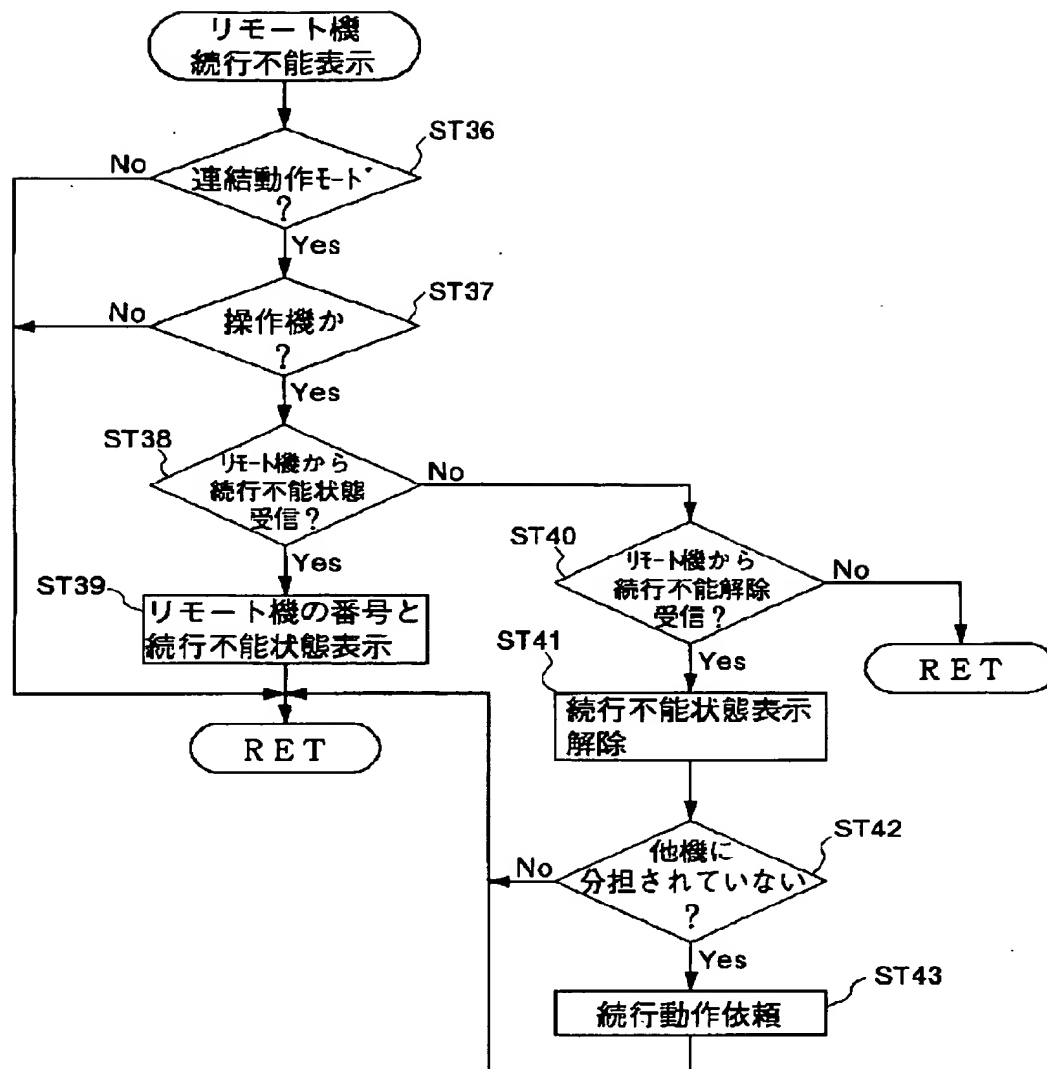 リモート機
続行不能表示
ST36
No
連結動作モード
?
Yes
ST37
No
操作機か
?
Yes
ST38
リモート機から
続行不能状態
受信?
No
Yes
ST39
リモート機の番号と
続行不能状態表示
RET
ST40
リモート機から
続行不能解除
受信?
No
RET
Yes
ST41
続行不能状態表示
解除
ST42
他機に
分担されていない
?
No
Yes
ST43
続行動作依頼